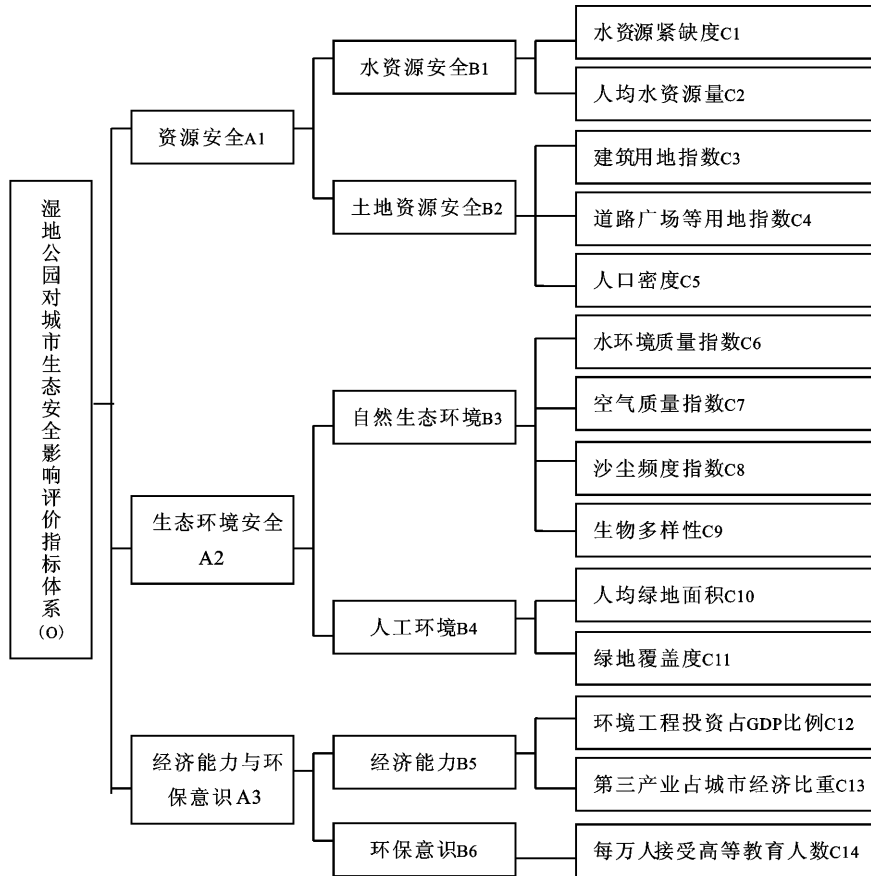 湿地公园对城市生态安全影响评价指标体系
(O)
资源安全A1
水资源安全B1
水资源紧缺度C1
人均水资源量C2
土地资源安全B2
建筑用地指数C3
道路广场等用地指数C4
人口密度C5
生态环境安全
A2
自然生态环境B3
水环境质量指数C6
空气质量指数C7
沙尘频度指数C8
生物多样性C9
人工环境B4
人均绿地面积C10
绿地覆盖度C11
经济能力与环
保意识A3
经济能力B5
环境工程投资占GDP比例C12
第三产业占城市经济比重C13
环保意识B6
每万人接受高等教育人数C14